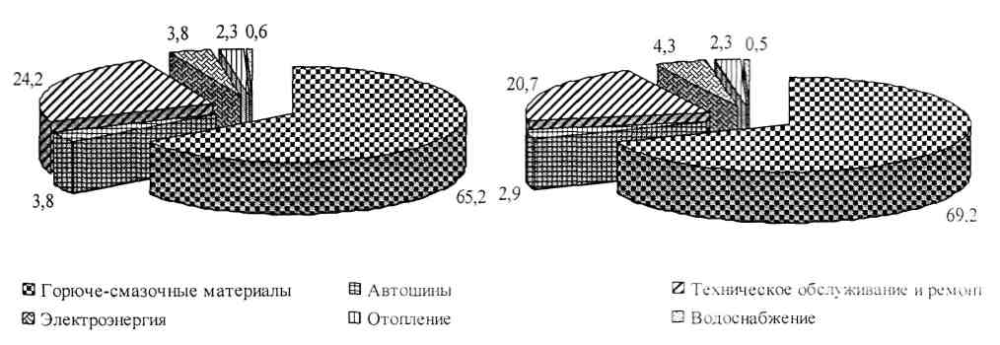 3,8 2,3 0,6
24,2
3,8
65,2
4,3 2,3 0,5
20,7
2,9
69,2
Горюче-смазочные материалы Автошины Техническое обслуживание и ремонт
Электроэнергия Отопление Водоснабжение